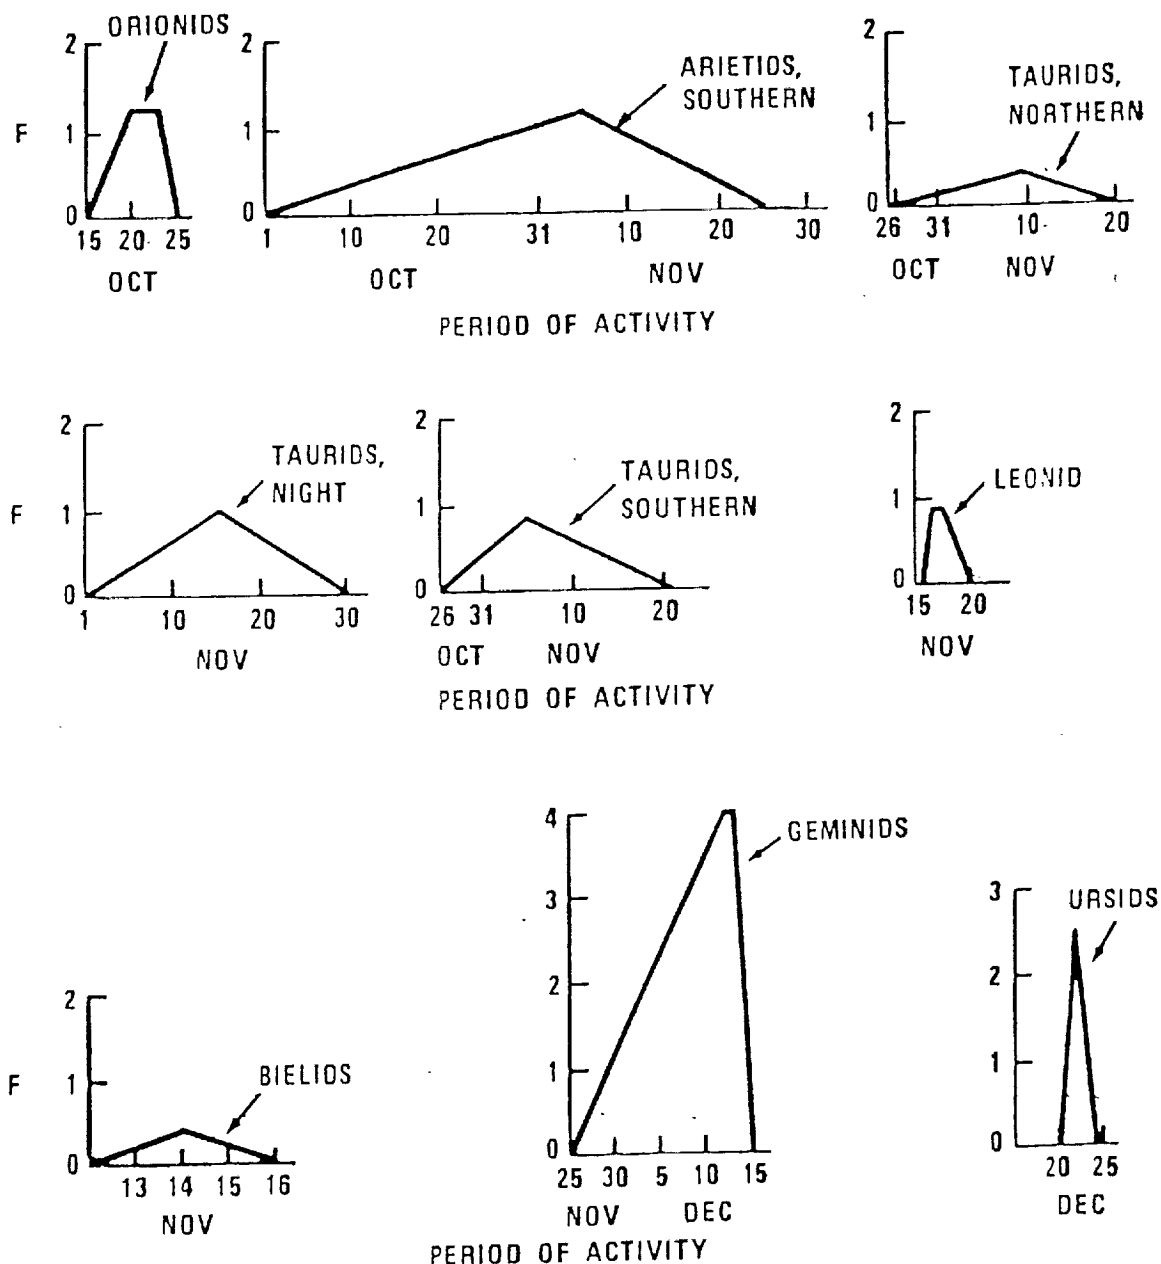 ORIONIDS
2
1
0
F
15 20 25
OCT
2
1
0
ARIETIOS,
SOUTHERN
1 10 20 31 10 20 30
OCT NOV
2
1
0
TAURIDS,
NORTHERN
26 31 10 20
OCT NOV
PERIOD OF ACTIVITY
2
1
0
F
TAURIDS,
NIGHT
1 10 20 30
NOV
2
1
0
TAURIDS,
SOUTHERN
26 31 10 20
OCT NOV
2
1
0
LEONID
15 20
NOV
PERIOD OF ACTIVITY
2
1
0
F
BIELIOS
13 14 15 16
NOV
4
3
2
1
0
GEMINIDS
25 30 5 10 15
NOV DEC
3
2
1
0
URSIDS
20 25
DEC
PERIOD OF ACTIVITY